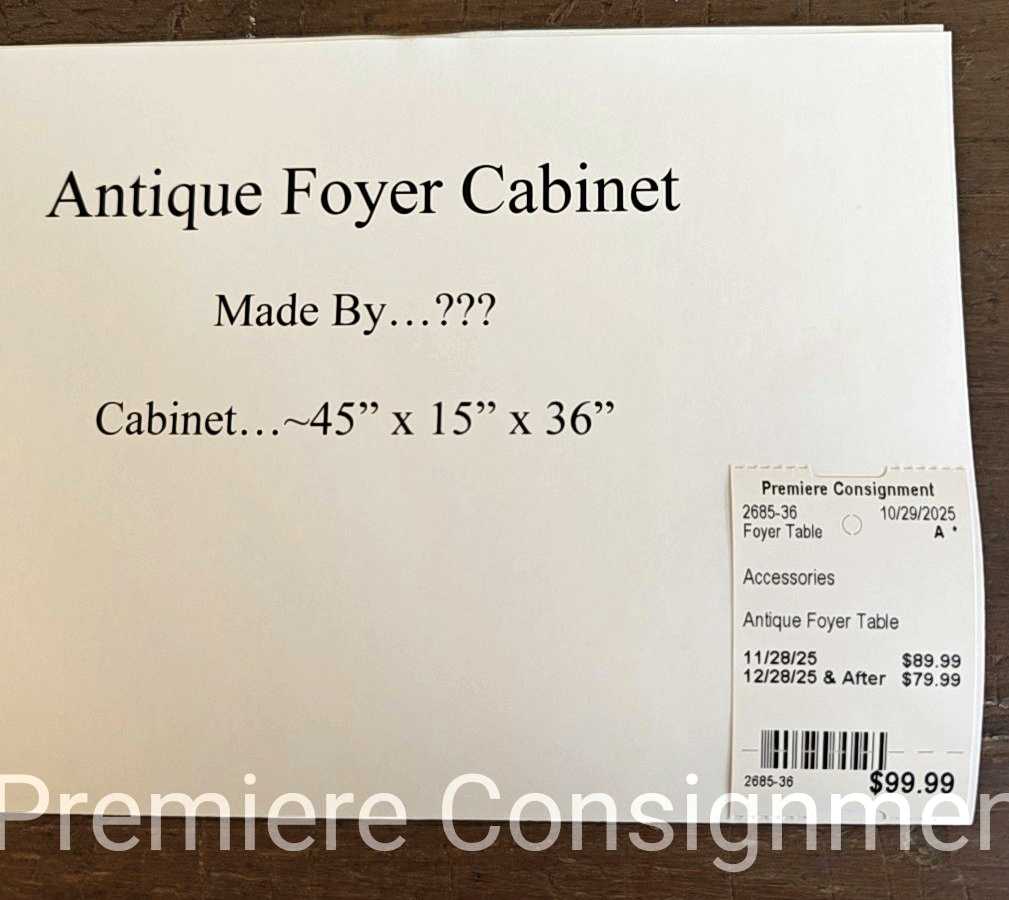 Antique Foyer Cabinet
Made By…???
Cabinet…~45” x 15” x 36”
Premiere Consignment
2685-36 10/29/2025
Foyer Table A *
Accessories
Antique Foyer Table
11/28/25 $89.99
12/28/25 & After $79.99
2685-36 $99.99
Premiere Consignmen